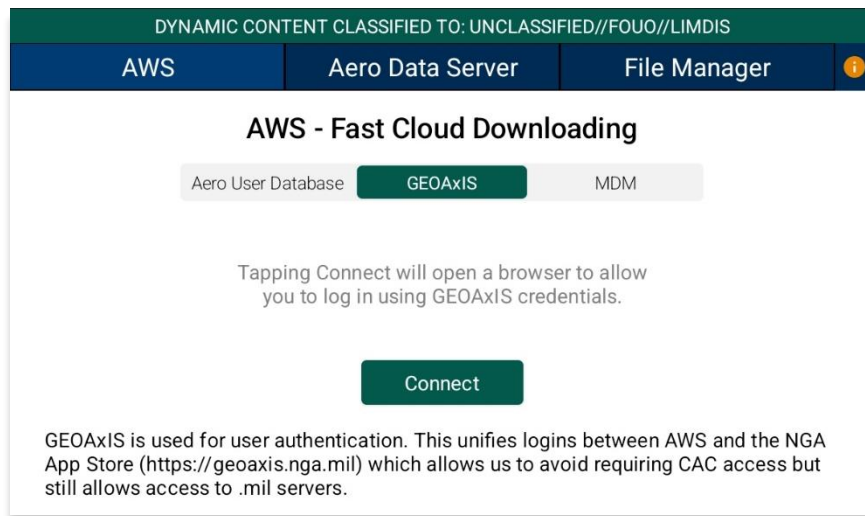 DYNAMIC CONTENT CLASSIFIED TO: UNCLASSIFIED//FOUO//LIMDIS
AWS
Aero Data Server
File Manager
i
AWS - Fast Cloud Downloading
Aero User Database
GEOAxIS
MDM
Tapping Connect will open a browser to allow
you to log in using GEOAxIS credentials.
Connect
GEOAxIS is used for user authentication. This unifies logins between AWS and the NGA
App Store (https://geoaxis.nga.mil) which allows us to avoid requiring CAC access but
still allows access to .mil servers.